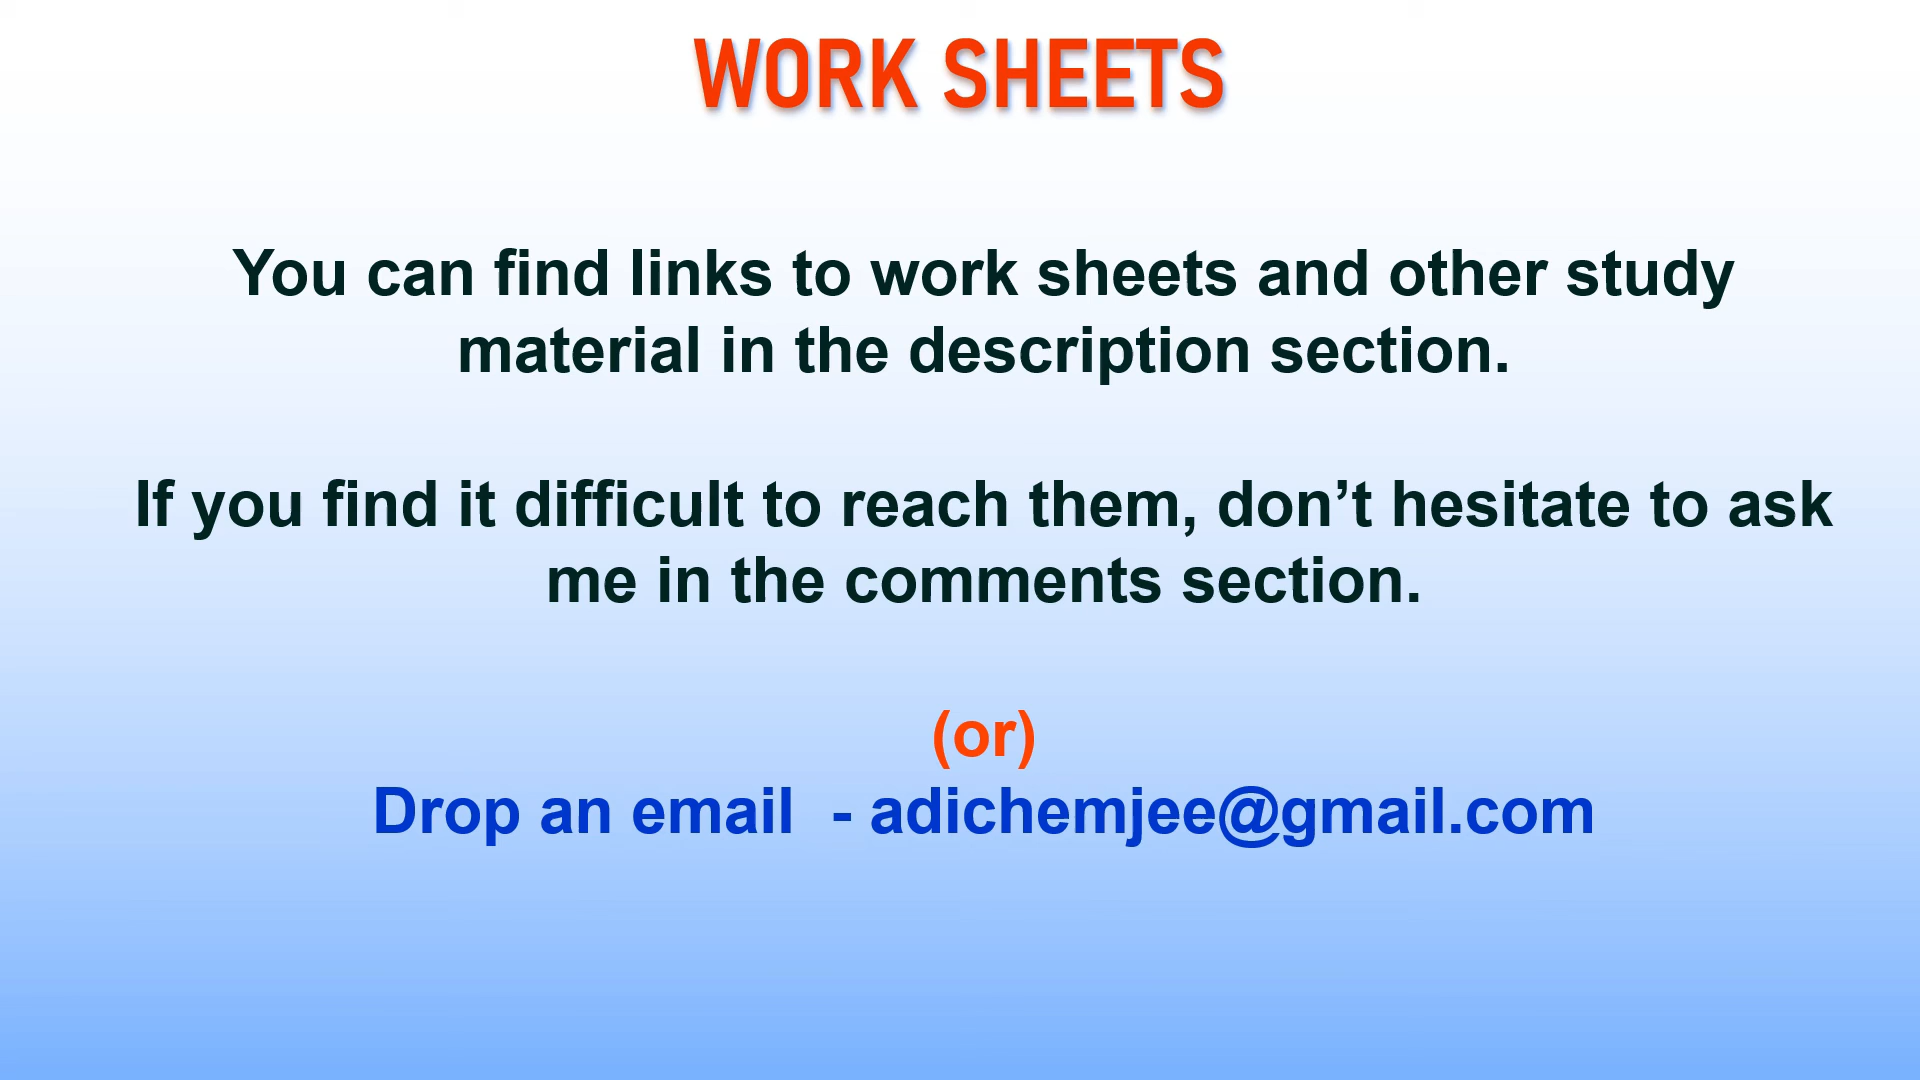 WORK SHEETS
You can find links to work sheets and other study
material in the description section.
If you find it difficult to reach them, don’t hesitate to ask
me in the comments section.
(or)
Drop an email  - adichemjee@gmail.com